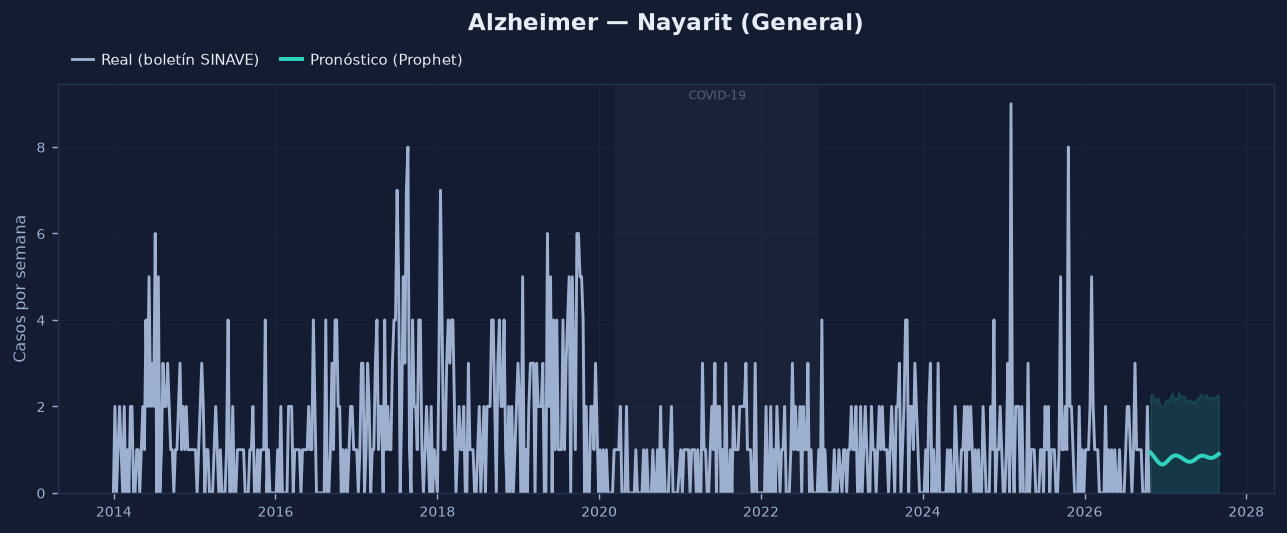 Alzheimer — Nayarit (General)
Real (boletín SINAVE)
Pronóstico (Prophet)
COVID-19
Casos por semana
8
6
4
2
0
2014
2016
2018
2020
2022
2024
2026
2028